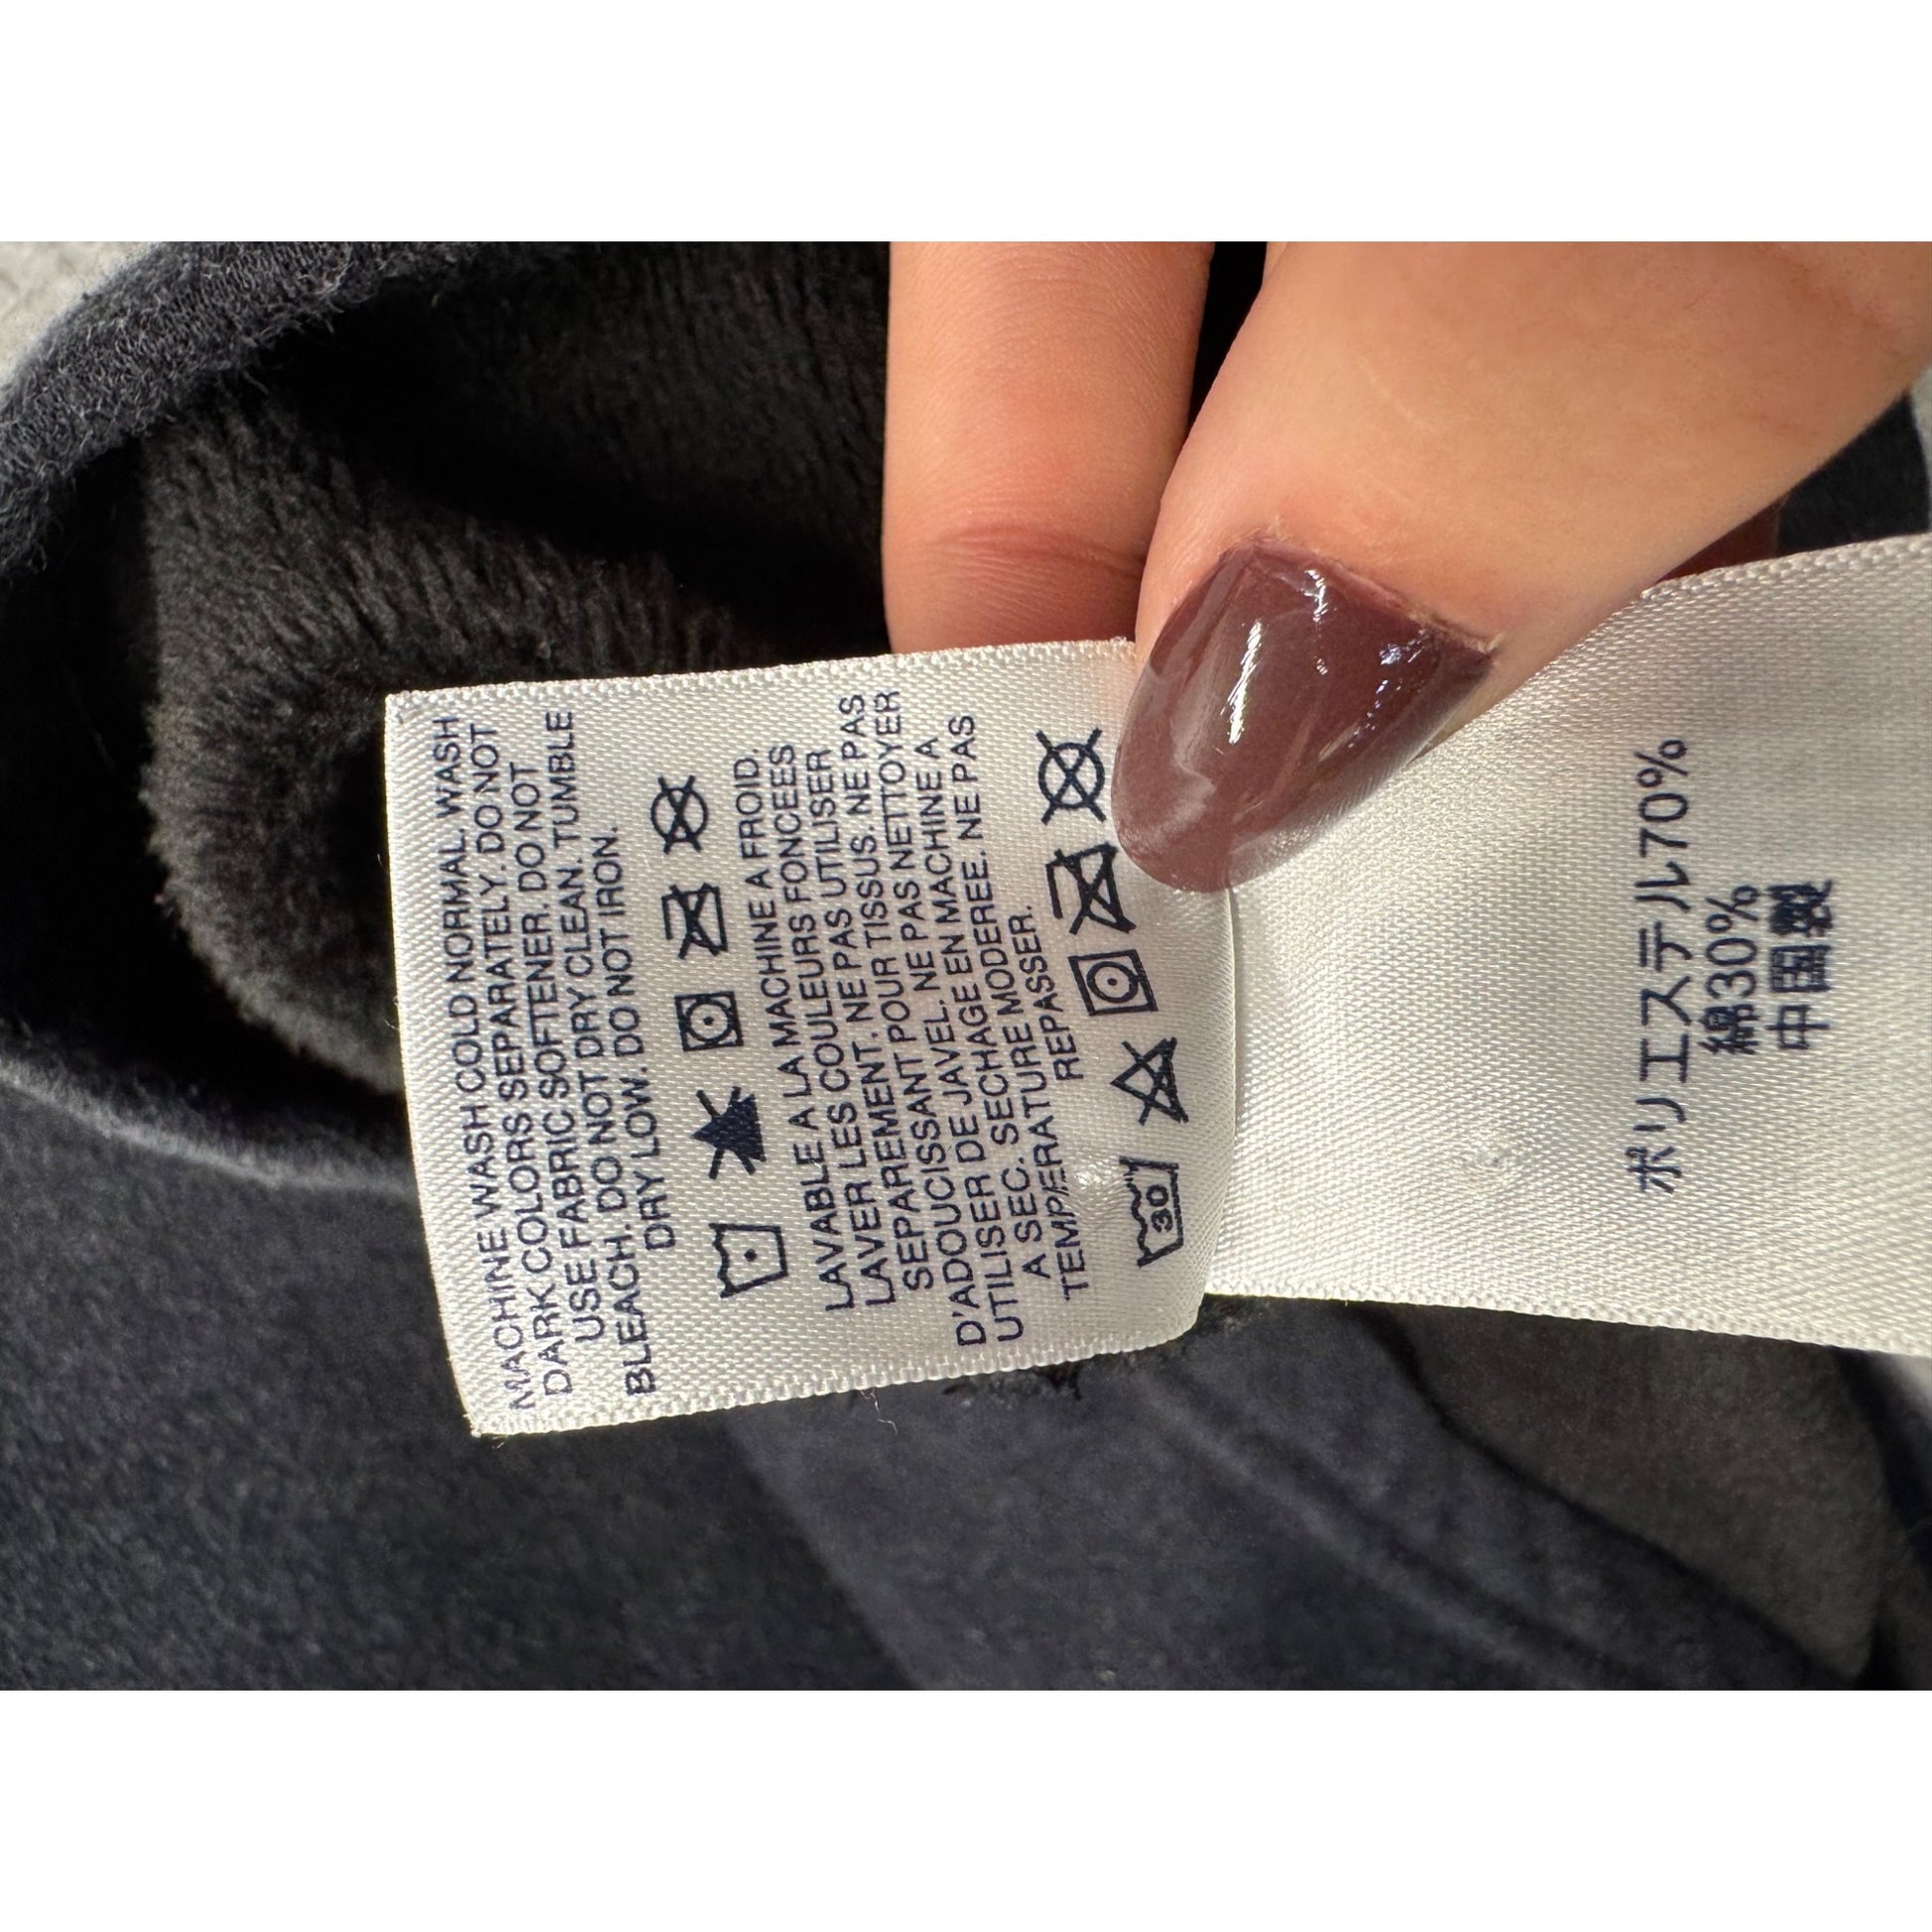 MACHINE WASH COLD NORMAL. WASH
DARK COLORS SEPARATELY. DO NOT
USE FABRIC SOFTENER. DO NOT
BLEACH. DO NOT DRY CLEAN. TUMBLE
DRY LOW. DO NOT IRON.
LAVABLE A LA MACHINE A FROID.
LAVER LES COULEURS FONCEES
SEPAREMENT. NE PAS UTILISER
D'ADOUCISSANT POUR TISSUS. NE PAS
UTILISER DE JAVEL. NE PAS NETTOYER
A SEC. SECHAGE EN MACHINE A
TEMPERATURE MODEREE. NE PAS
REPASSER.
30
ポリエステル70%
綿30%
中国製